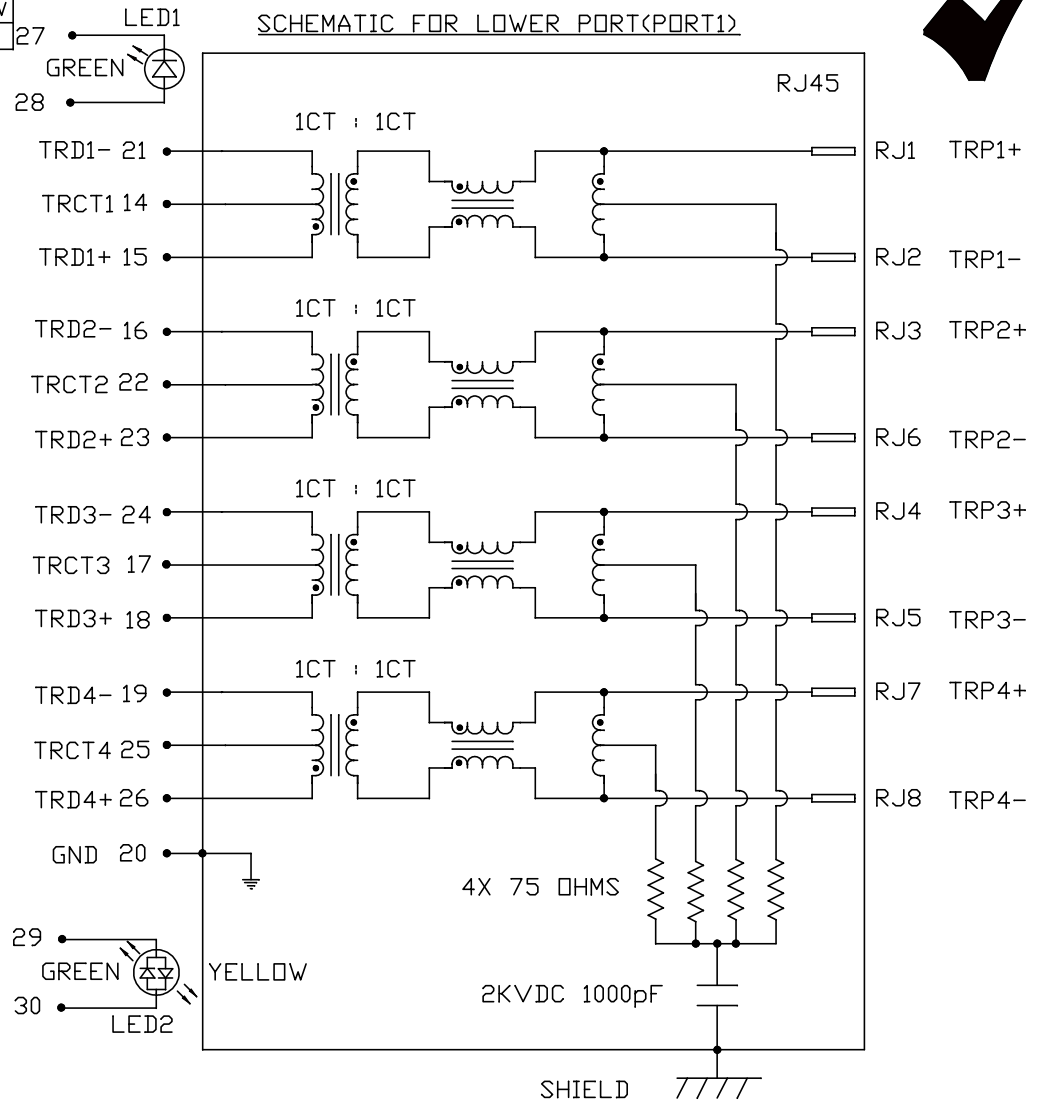 LED1
SCHEMATIC FOR LOWER PORT(PORT1)
27
GREEN
28
RJ45
1CT : 1CT
TRD1- 21
RJ1 TRP1+
TRCT1 14
TRD1+ 15
RJ2 TRP1-
1CT : 1CT
TRD2- 16
RJ3 TRP2+
TRCT2 22
TRD2+ 23
RJ6 TRP2-
1CT : 1CT
TRD3- 24
RJ4 TRP3+
TRCT3 17
TRD3+ 18
RJ5 TRP3-
1CT : 1CT
TRD4- 19
RJ7 TRP4+
TRCT4 25
TRD4+ 26
RJ8 TRP4-
GND 20
4X 75 OHMS
29
GREEN
YELLOW
30
LED2
2KVDC 1000pF
SHIELD